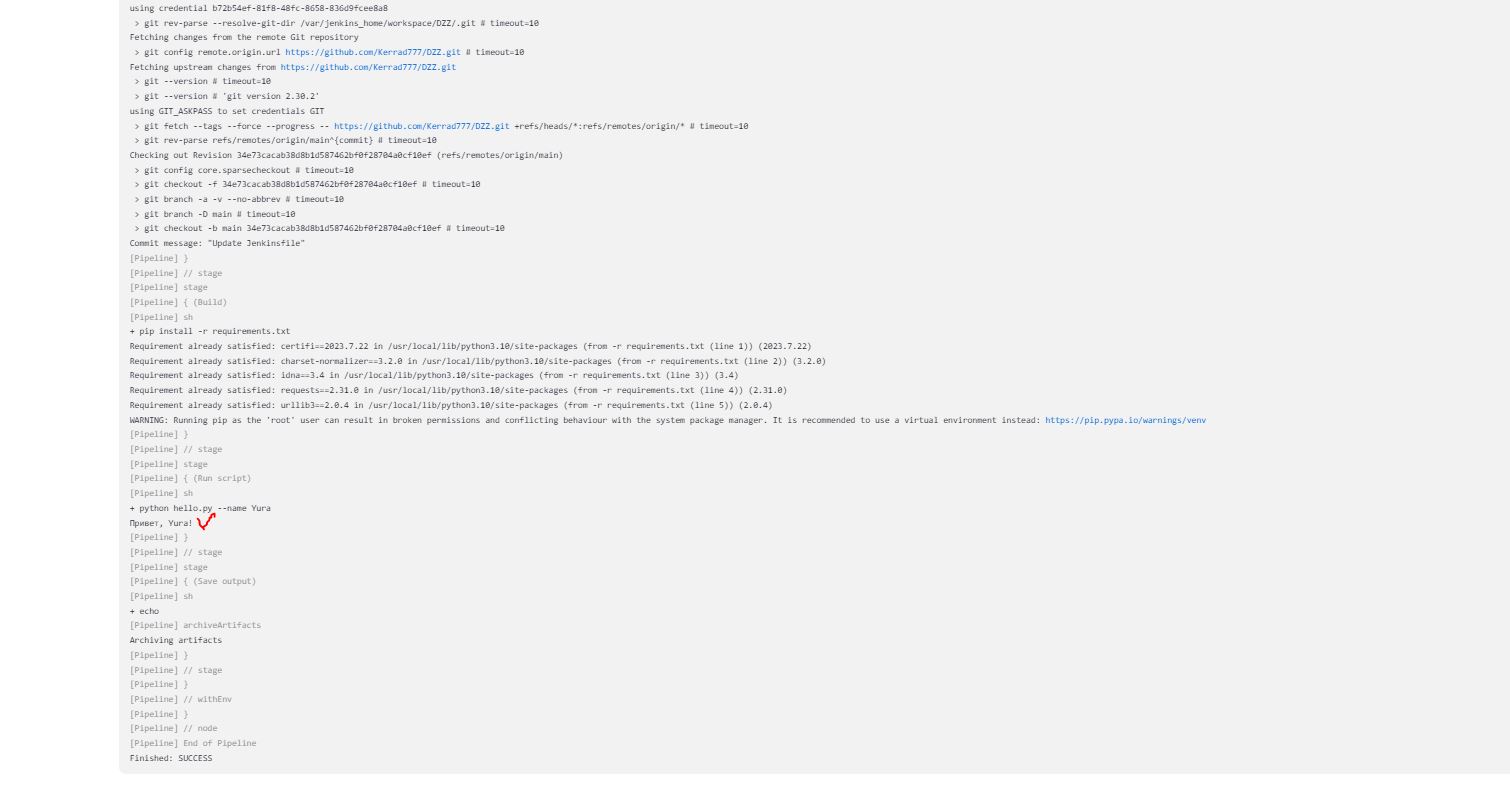 using credential b72b54ef-81f8-48fc-8658-836d9fcee8a8
> git rev-parse --resolve-git-dir /var/jenkins_home/workspace/DZZ/.git # timeout=10
Fetching changes from the remote Git repository
> git config remote.origin.url https://github.com/Kerrad777/DZZ.git # timeout=10
Fetching upstream changes from https://github.com/Kerrad777/DZZ.git
> git --version # timeout=10
> git --version # 'git version 2.30.2'
using GIT_ASKPASS to set credentials GIT
> git fetch --tags --force --progress -- https://github.com/Kerrad777/DZZ.git +refs/heads/*:refs/remotes/origin/* # timeout=10
> git rev-parse refs/remotes/origin/main^{commit} # timeout=10
Checking out Revision 34e73cacab38d8b1d587462bf0f28704a0cf10ef (refs/remotes/origin/main)
> git config core.sparsecheckout # timeout=10
> git checkout -f 34e73cacab38d8b1d587462bf0f28704a0cf10ef # timeout=10
> git branch -a -v --no-abbrev # timeout=10
> git branch -D main # timeout=10
> git checkout -b main 34e73cacab38d8b1d587462bf0f28704a0cf10ef # timeout=10
Commit message: "Update Jenkinsfile"
[Pipeline] }
[Pipeline] // stage
[Pipeline] stage
[Pipeline] { (Build)
[Pipeline] sh
+ pip install -r requirements.txt
Requirement already satisfied: certifi==2023.7.22 in /usr/local/lib/python3.10/site-packages (from -r requirements.txt (line 1)) (2023.7.22)
Requirement already satisfied: charset-normalizer==3.2.0 in /usr/local/lib/python3.10/site-packages (from -r requirements.txt (line 2)) (3.2.0)
Requirement already satisfied: idna==3.4 in /usr/local/lib/python3.10/site-packages (from -r requirements.txt (line 3)) (3.4)
Requirement already satisfied: requests==2.31.0 in /usr/local/lib/python3.10/site-packages (from -r requirements.txt (line 4)) (2.31.0)
Requirement already satisfied: urllib3==2.0.4 in /usr/local/lib/python3.10/site-packages (from -r requirements.txt (line 5)) (2.0.4)
WARNING: Running pip as the 'root' user can result in broken permissions and conflicting behaviour with the system package manager. It is recommended to use a virtual environment instead: https://pip.pypa.io/warnings/venv
[Pipeline] }
[Pipeline] // stage
[Pipeline] stage
[Pipeline] { (Run script)
[Pipeline] sh
+ python hello.py --name Yura
Привет, Yura!
[Pipeline] }
[Pipeline] // stage
[Pipeline] stage
[Pipeline] { (Save output)
[Pipeline] sh
+ echo
[Pipeline] archiveArtifacts
Archiving artifacts
[Pipeline] }
[Pipeline] // stage
[Pipeline] }
[Pipeline] // withEnv
[Pipeline] }
[Pipeline] // node
[Pipeline] End of Pipeline
Finished: SUCCESS